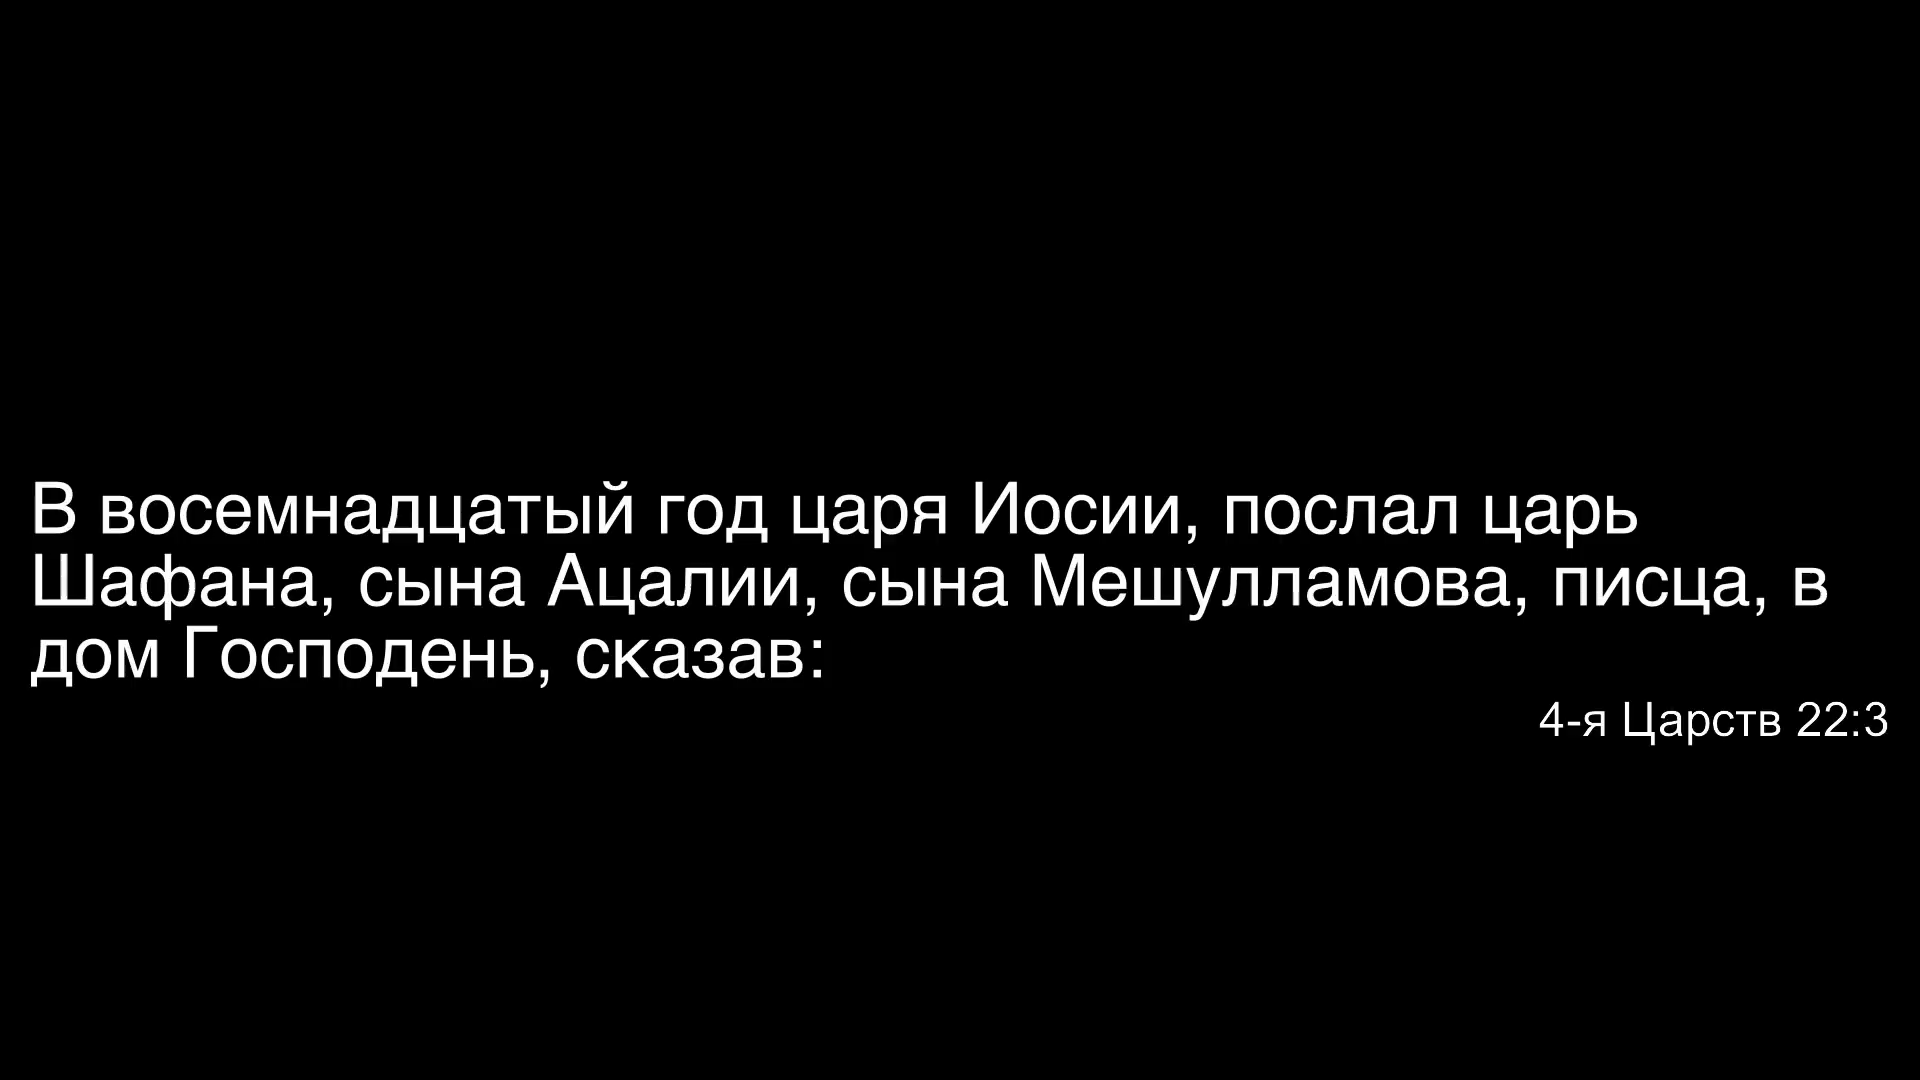 В восемнадцатый год царя Иосии, послал царь
Шафана, сына Ацалии, сына Мешулламова, писца, в
дом Господень, сказав:
4-я Царств 22:3